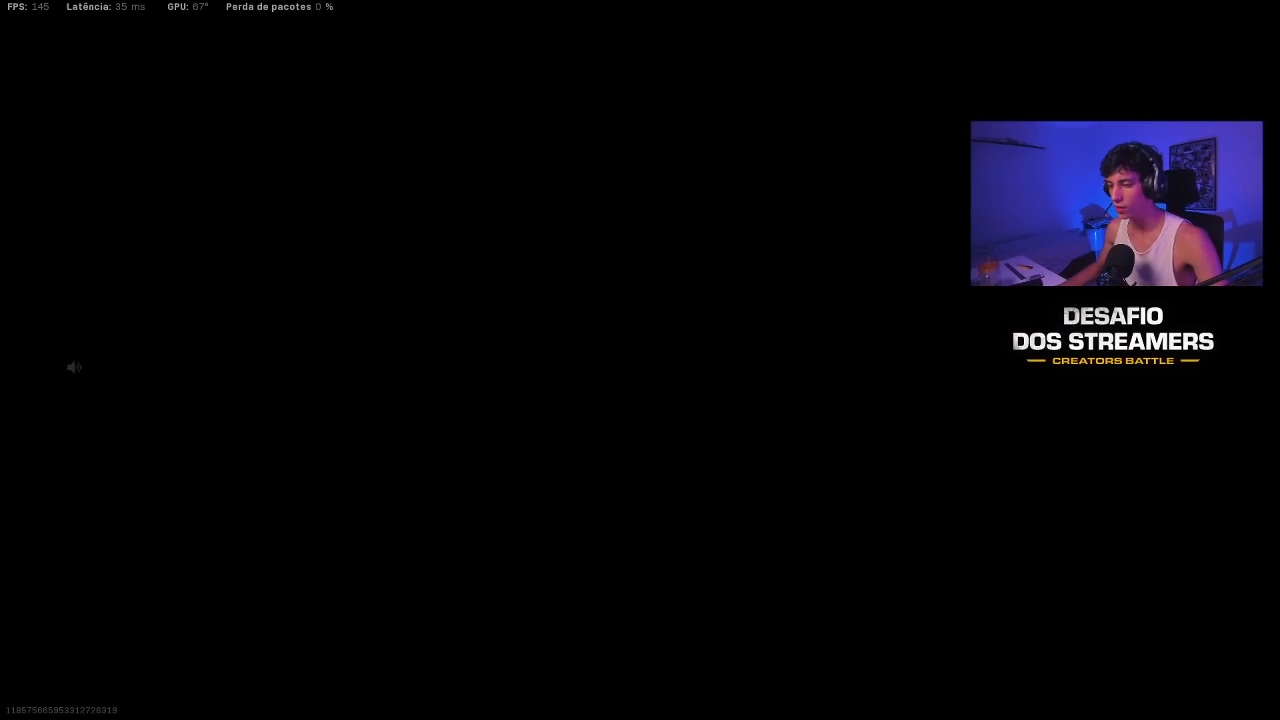 FPS: 145 Latência: 35 ms GPU: 67° Perda de pacotes 0 %
DESAFIO
DOS STREAMERS
CREATORS BATTLE